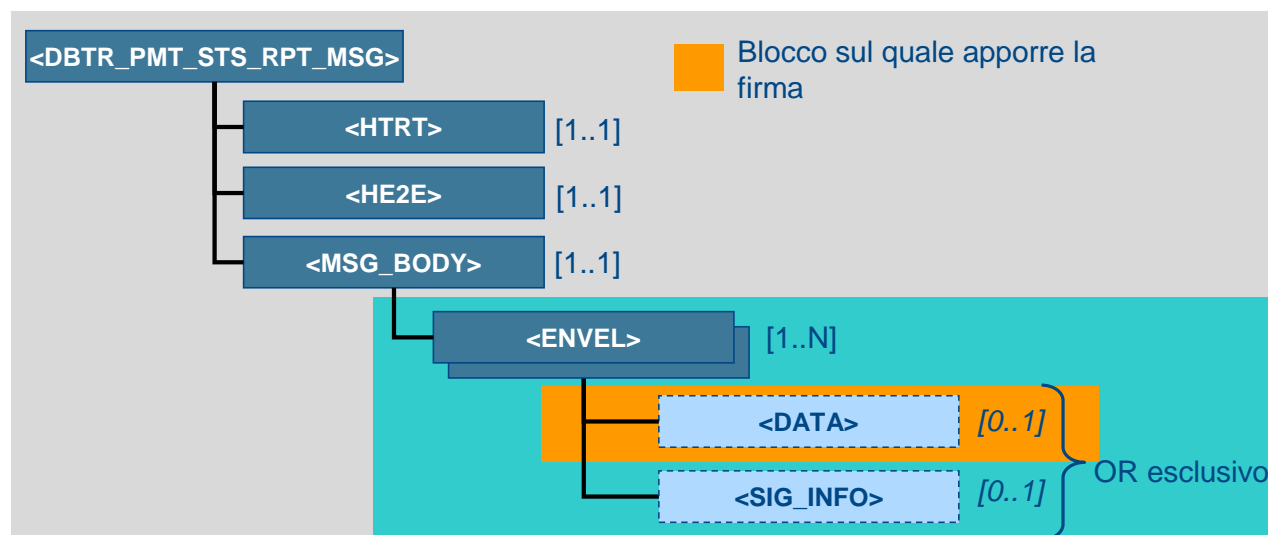 <DBTR_PMT_STS_RPT_MSG>
Blocco sul quale apporre la
firma
<HTRT> [1..1]
<HE2E> [1..1]
<MSG_BODY> [1..1]
<ENVEL> [1..N]
<DATA> [0..1]
OR esclusivo
<SIG_INFO> [0..1]